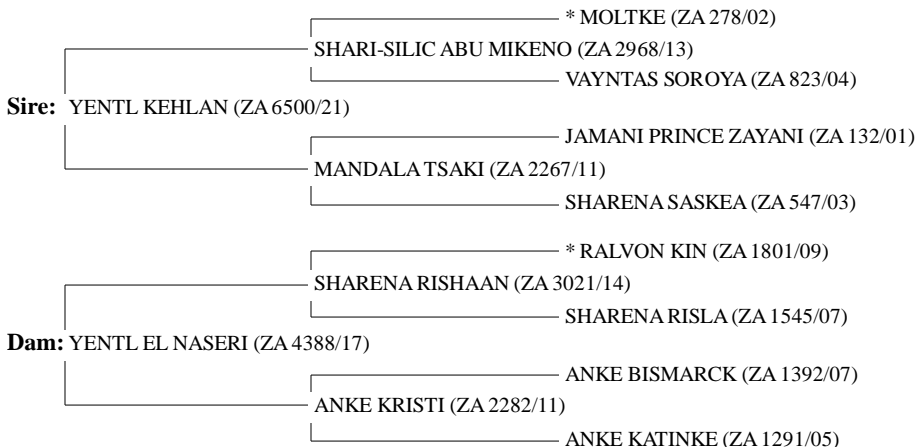 * MOLTKE (ZA 278/02)
SHARI-SILIC ABU MIKENO (ZA 2968/13)
VAYNTAS SOROYA (ZA 823/04)
Sire: YENTL KEHLAN (ZA 6500/21)
JAMANI PRINCE ZAYANI (ZA 132/01)
MANDALA TSAKI (ZA 2267/11)
SHARENA SASKEA (ZA 547/03)
* RALVON KIN (ZA 1801/09)
SHARENA RISHAAN (ZA 3021/14)
SHARENA RISLA (ZA 1545/07)
Dam: YENTL EL NASERI (ZA 4388/17)
ANKE BISMARCK (ZA 1392/07)
ANKE KRISTI (ZA 2282/11)
ANKE KATINKE (ZA 1291/05)